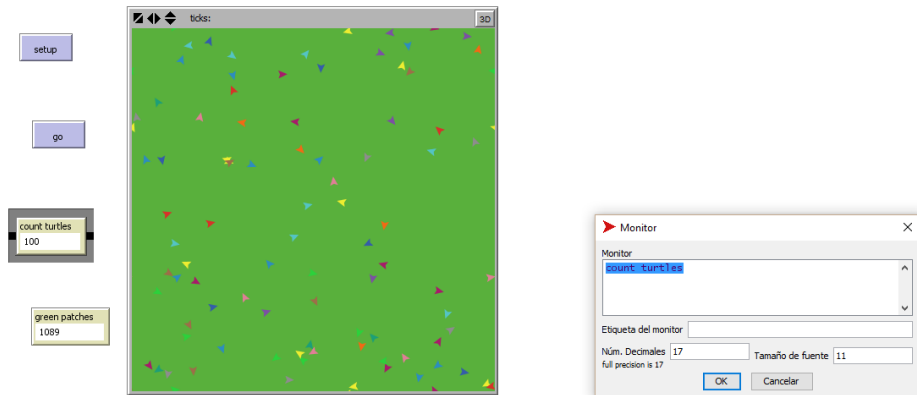 ticks:
3D
setup
go
count turtles
100
green patches
1089
Monitor
Monitor
count turtles
Etiqueta del monitor
Núm. Decimales 17
full precision is 17
Tamaño de fuente 11
OK
Cancelar